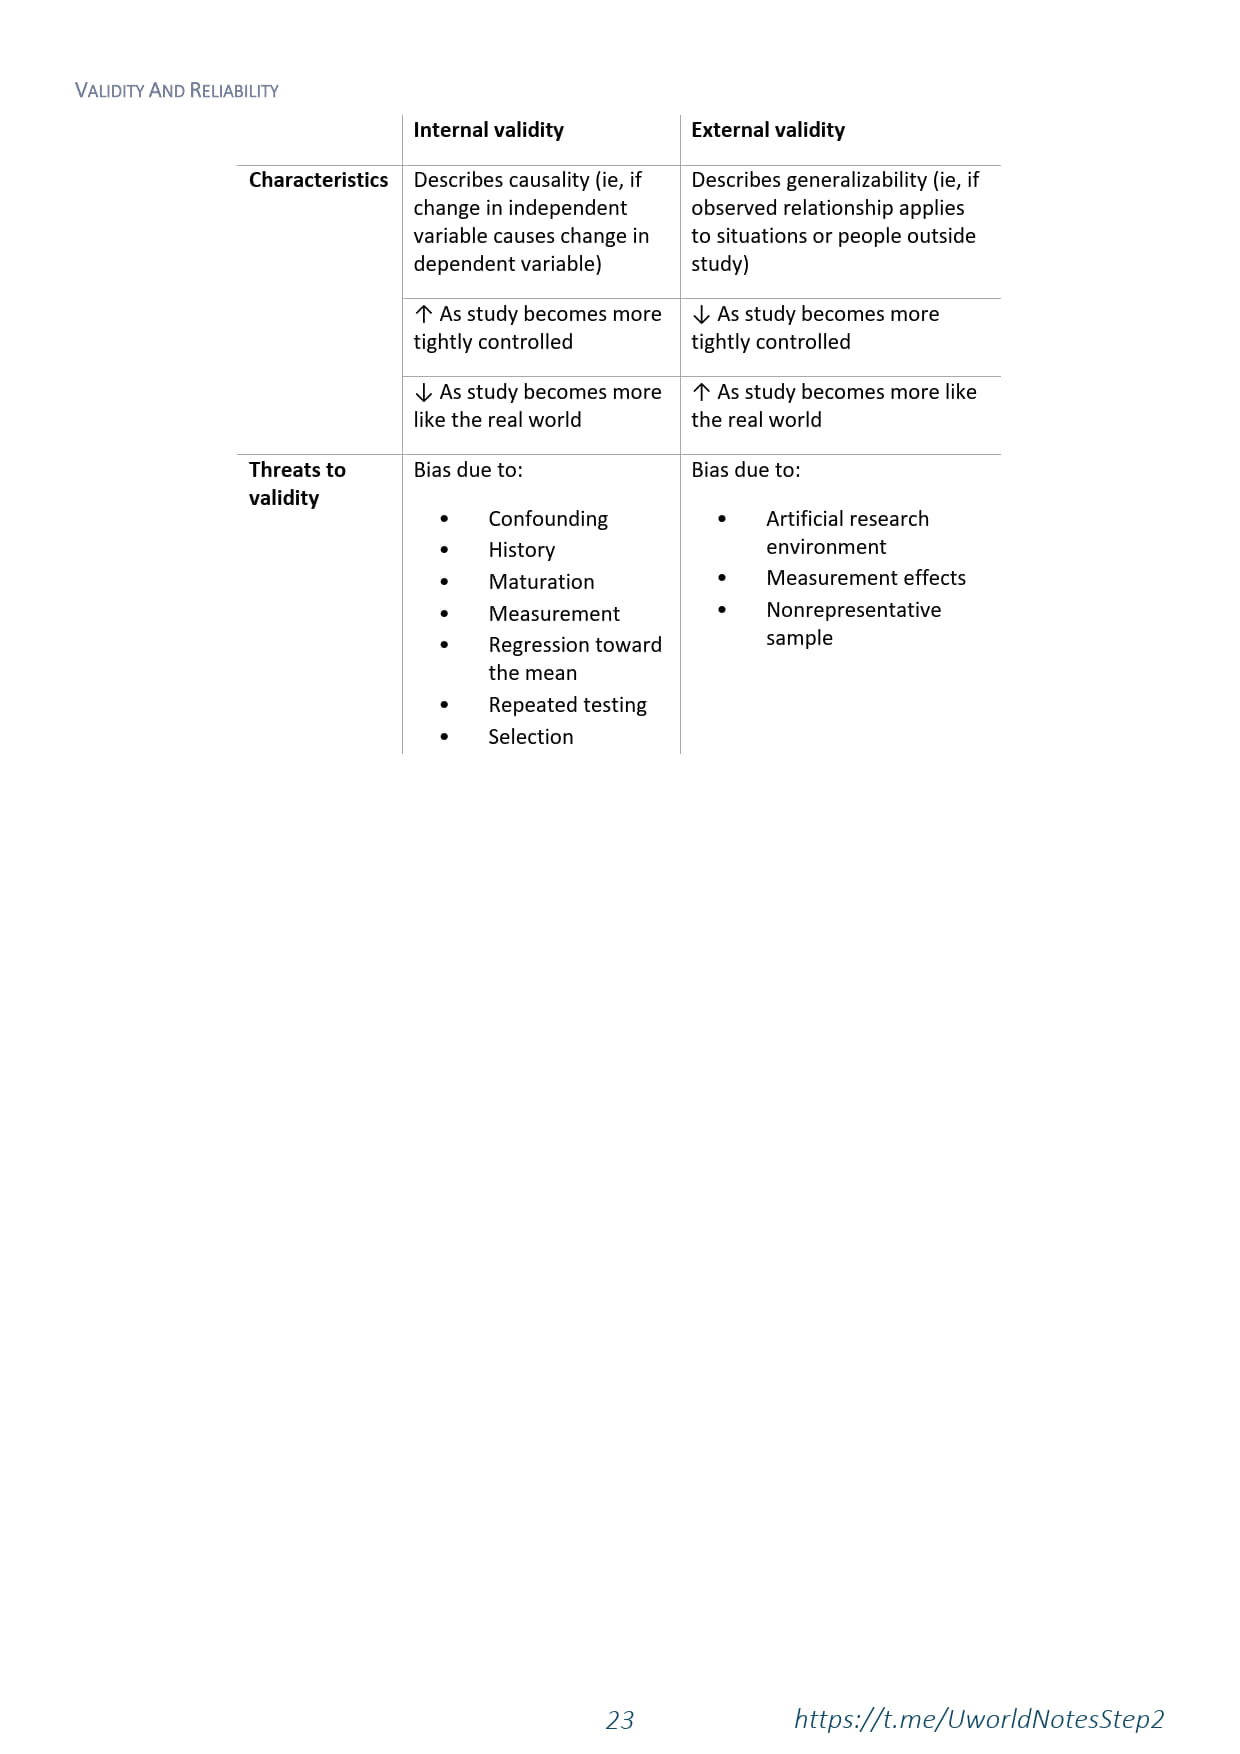 VALIDITY AND RELIABILITY
Internal validity
External validity
Characteristics
Describes causality (ie, if
change in independent
variable causes change in
dependent variable)
Describes generalizability (ie, if
observed relationship applies
to situations or people outside
study)
↑ As study becomes more
tightly controlled
↓ As study becomes more
tightly controlled
↓ As study becomes more
like the real world
↑ As study becomes more like
the real world
Threats to
validity
Bias due to:
• Confounding
• History
• Maturation
• Measurement
• Regression toward
the mean
• Repeated testing
• Selection
Bias due to:
• Artificial research
environment
• Measurement effects
• Nonrepresentative
sample
23
https://t.me/UworldNotesStep2